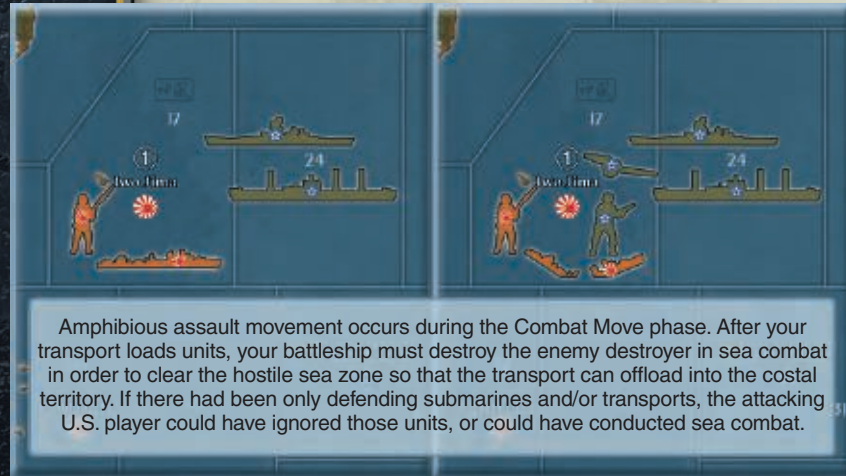 17
1
24
Iwo Jima
17
1
24
Iwo Jima
Amphibious assault movement occurs during the Combat Move phase. After your
transport loads units, your battleship must destroy the enemy destroyer in sea combat
in order to clear the hostile sea zone so that the transport can offload into the costal
territory. If there had been only defending submarines and/or transports, the attacking
U.S. player could have ignored those units, or could have conducted sea combat.